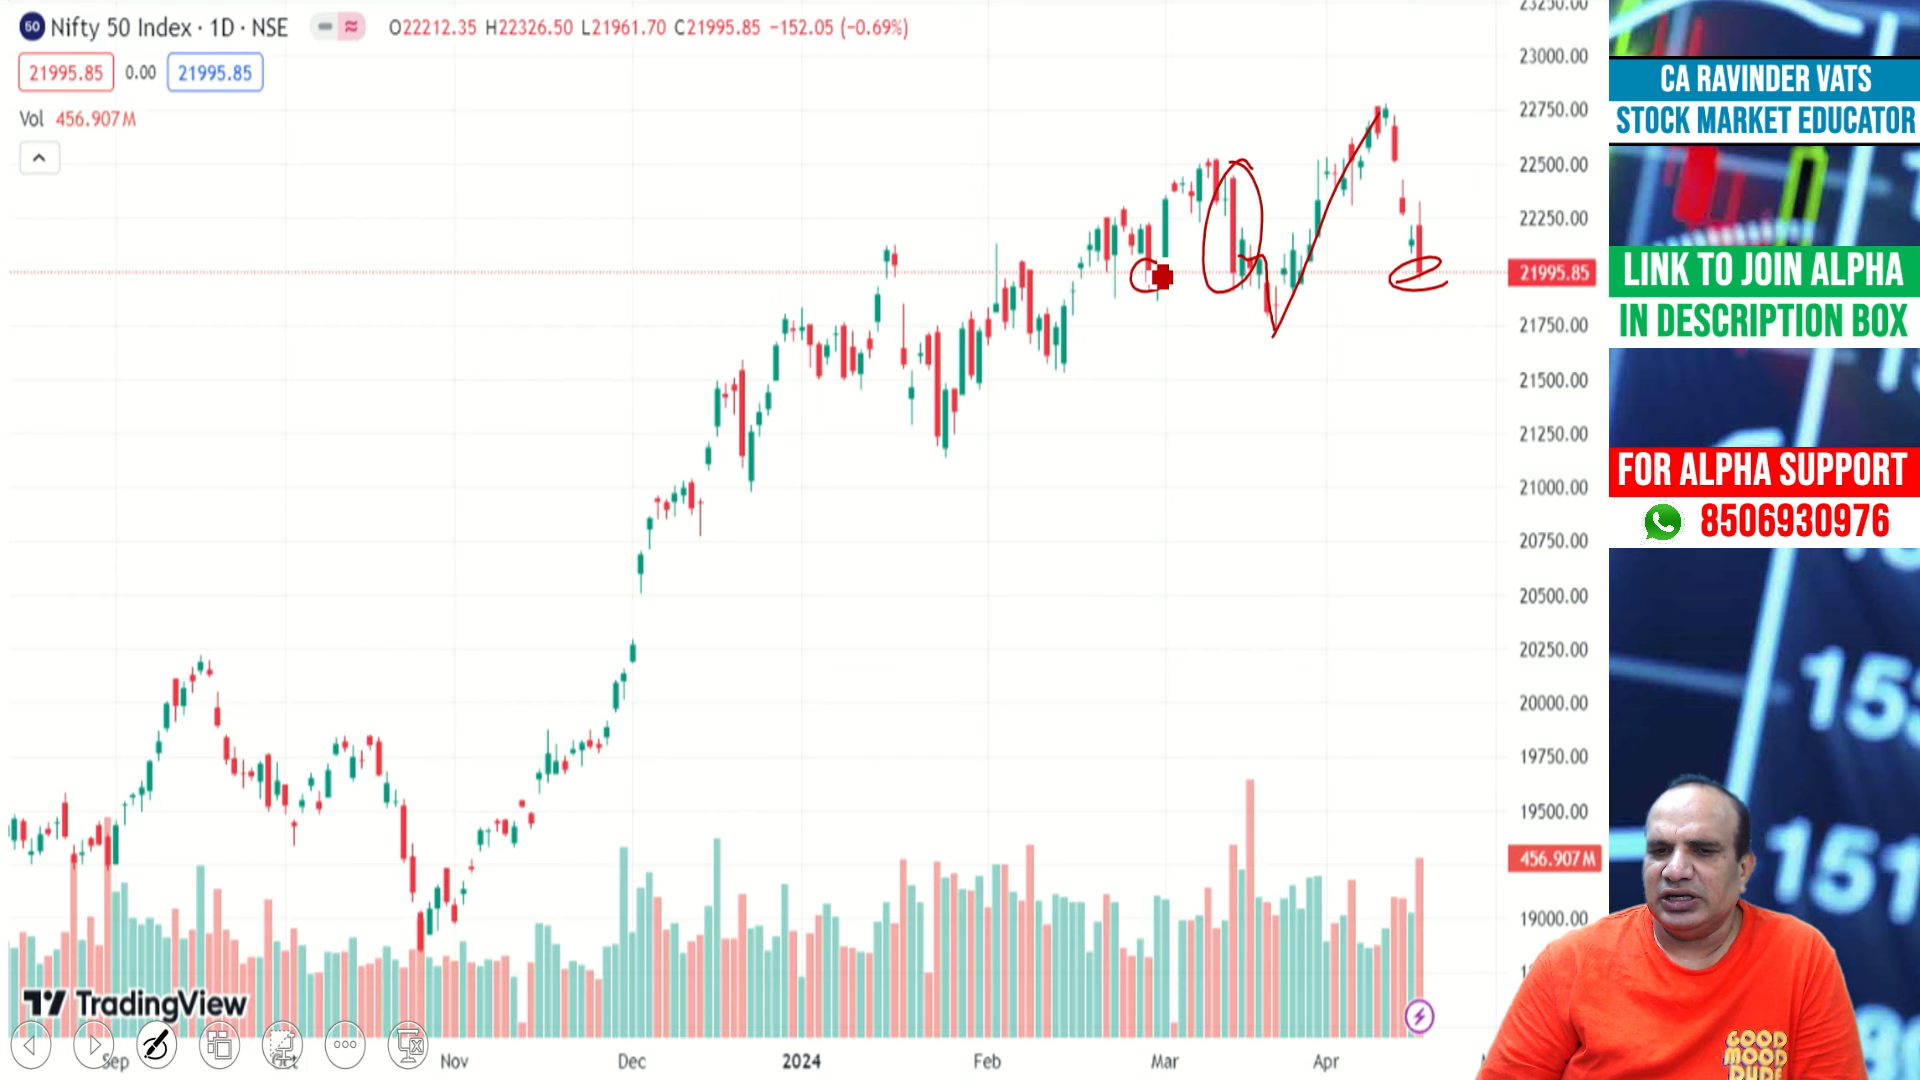 50 Nifty 50 Index · 1D · NSE O22212.35 H22326.50 L21961.70 C21995.85 −152.05 (−0.69%)
21995.85 0.00 21995.85
Vol 456.907M
23250.00
23000.00
22750.00
22500.00
22250.00
21995.85
21750.00
21500.00
21250.00
21000.00
20750.00
20500.00
20250.00
20000.00
19750.00
19500.00
456.907M
19000.00
TradingView
Sep
Nov
Dec
2024
Feb
Mar
Apr
CA RAVINDER VATS
STOCK MARKET EDUCATOR
LINK TO JOIN ALPHA
IN DESCRIPTION BOX
FOR ALPHA SUPPORT
8506930976
GOOD
MOOD
DUDE